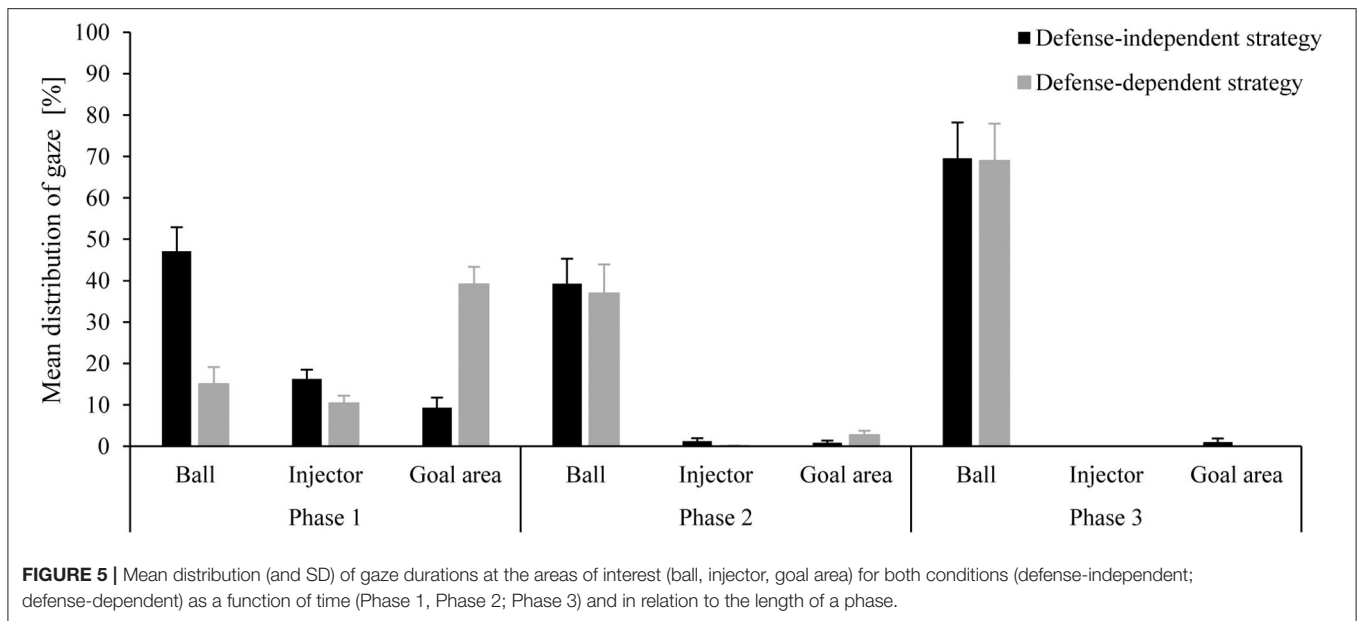 100
90
80
70
60
50
40
30
20
10
0
Mean distribution of gaze [%]
Defense-independent strategy
Defense-dependent strategy
Ball Injector Goal area Ball Injector Goal area Ball Injector Goal area
Phase 1 Phase 2 Phase 3
FIGURE 5 | Mean distribution (and SD) of gaze durations at the areas of interest (ball, injector, goal area) for both conditions (defense-independent;
defense-dependent) as a function of time (Phase 1, Phase 2; Phase 3) and in relation to the length of a phase.